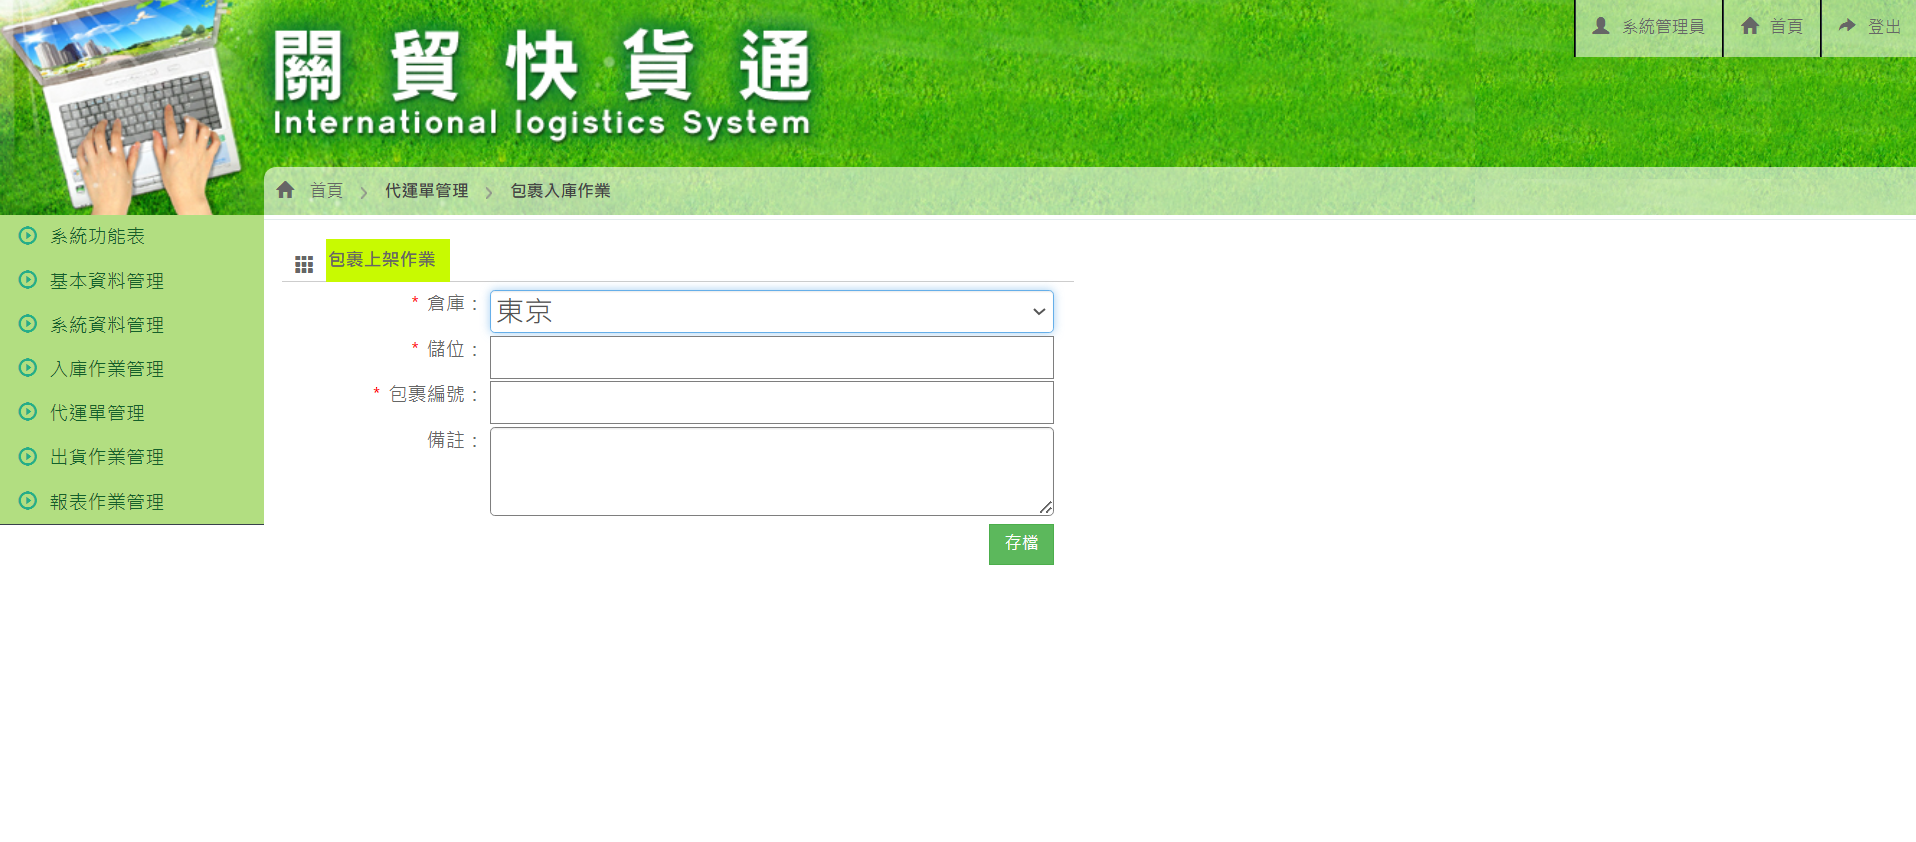 關貿快貨通
International logistics System
系統管理員
首頁
登出
首頁 > 代運單管理 > 包裹入庫作業
系統功能表
基本資料管理
系統資料管理
入庫作業管理
代運單管理
出貨作業管理
報表作業管理
包裹上架作業
* 倉庫：
東京
* 儲位：
* 包裹編號：
備註：
存檔